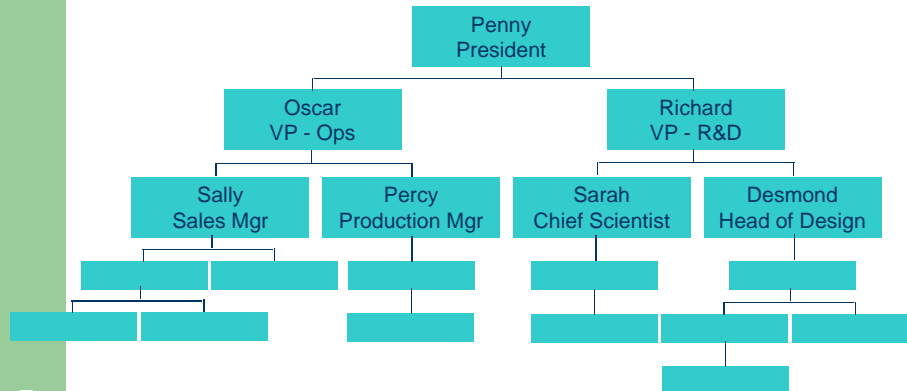 Penny
President
Oscar
VP - Ops
Richard
VP - R&D
Sally
Sales Mgr
Percy
Production Mgr
Sarah
Chief Scientist
Desmond
Head of Design